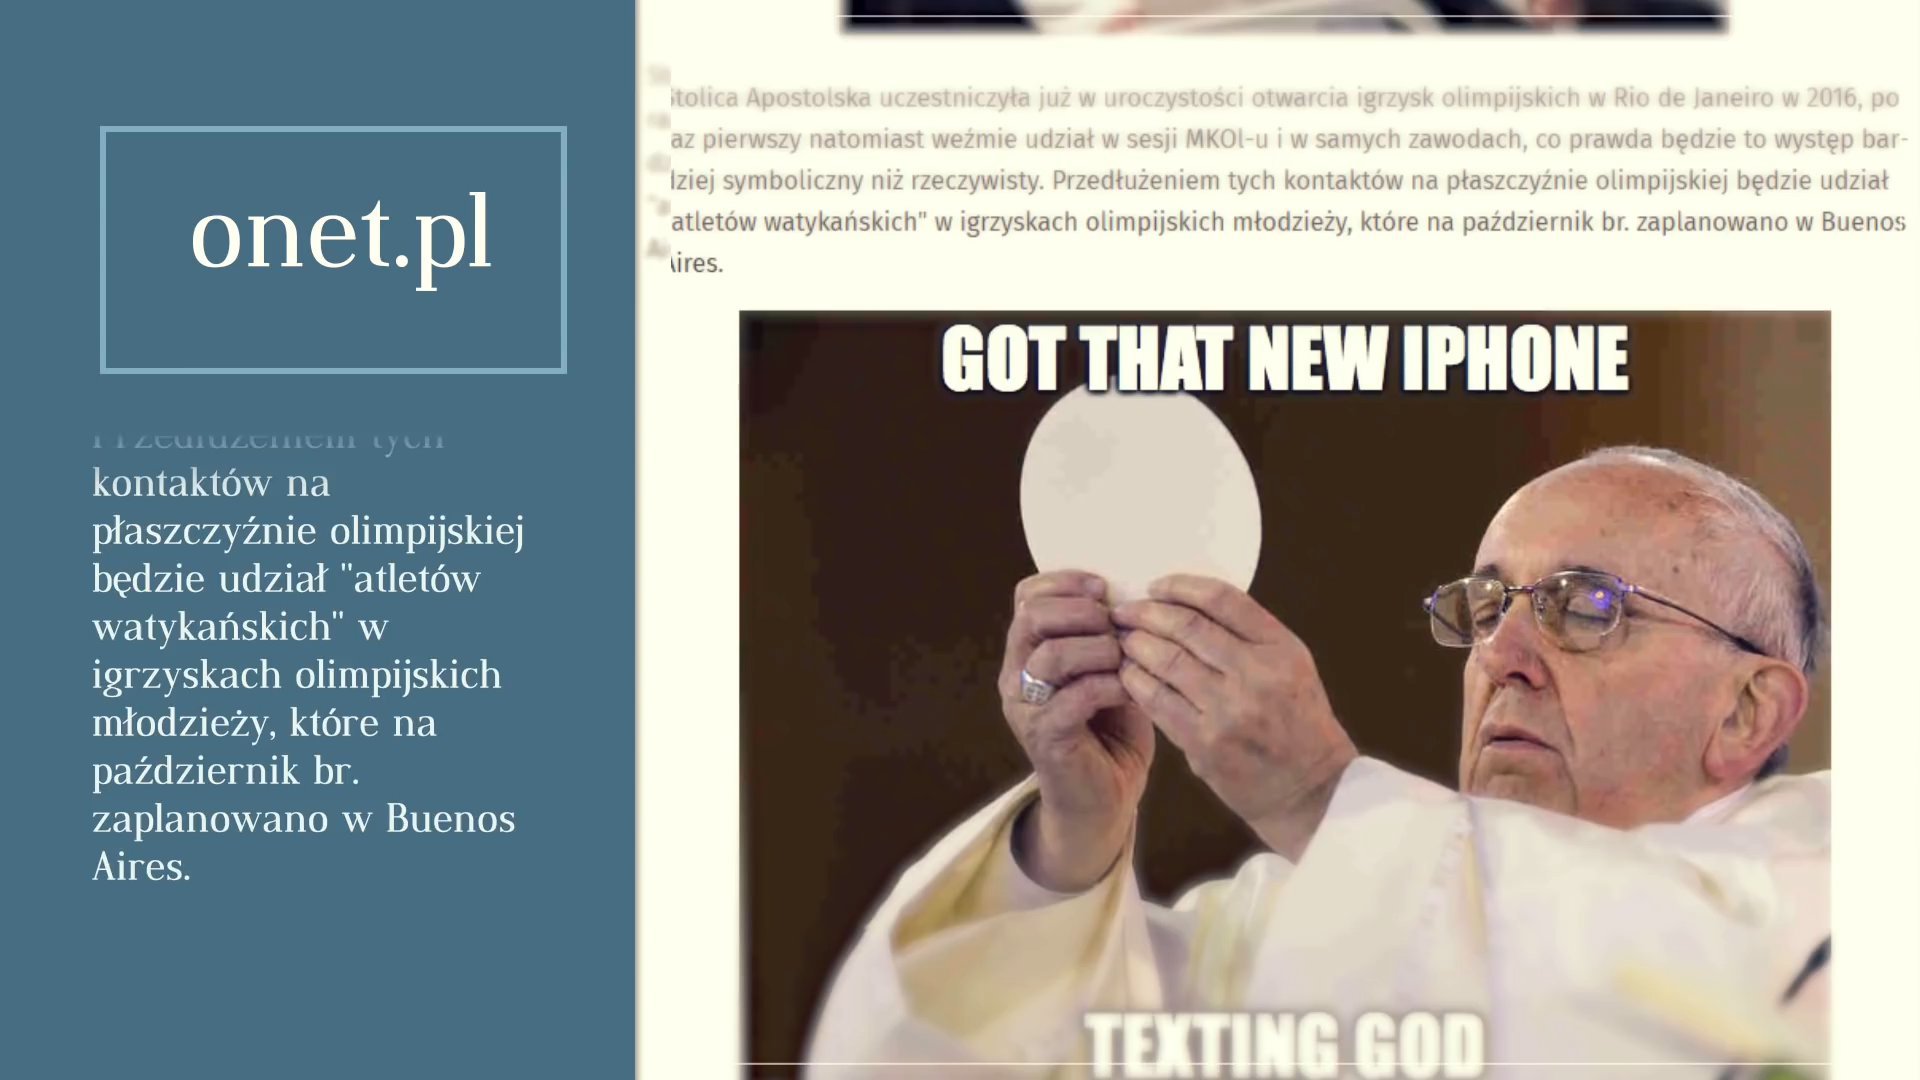 onet.pl
Przedłużeniem tych
kontaktów na
płaszczyźnie olimpijskiej
będzie udział "atletów
watykańskich" w
igrzyskach olimpijskich
młodzieży, które na
październik br.
zaplanowano w Buenos
Aires.
Stolica Apostolska uczestniczyła już w uroczystości otwarcia igrzysk olimpijskich w Rio de Janeiro w 2016, po
raz pierwszy natomiast weźmie udział w sesji MKOl-u i w samych zawodach, co prawda będzie to występ bar-
dziej symboliczny niż rzeczywisty. Przedłużeniem tych kontaktów na płaszczyźnie olimpijskiej będzie udział
"atletów watykańskich" w igrzyskach olimpijskich młodzieży, które na październik br. zaplanowano w Buenos
Aires.
GOT THAT NEW IPHONE
TEXTING GOD